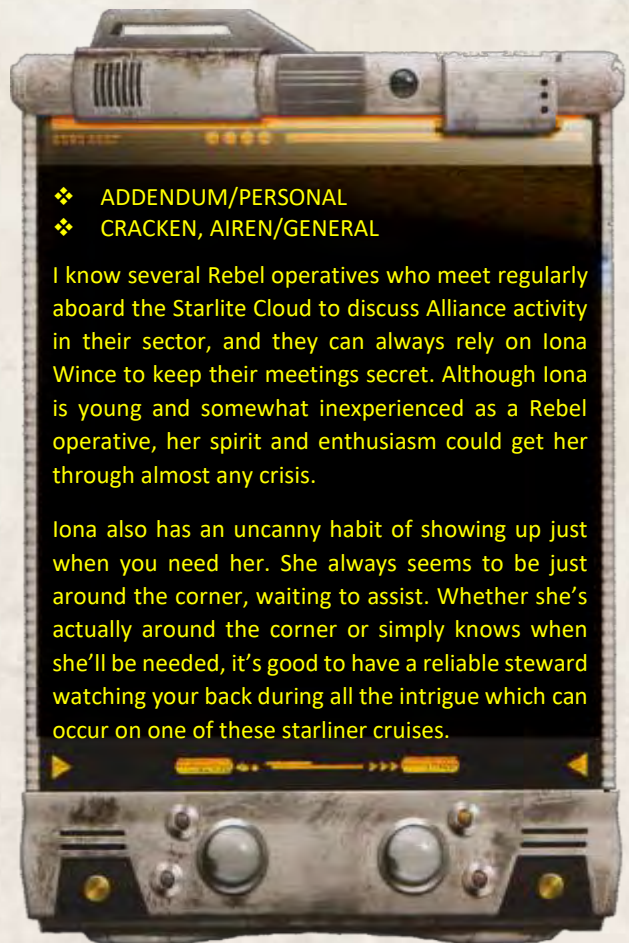 ❖ ADDENDUM/PERSONAL
❖ CRACKEN, AIREN/GENERAL
I know several Rebel operatives who meet regularly
aboard the Starlite Cloud to discuss Alliance activity
in their sector, and they can always rely on Iona
Wince to keep their meetings secret. Although Iona
is young and somewhat inexperienced as a Rebel
operative, her spirit and enthusiasm could get her
through almost any crisis.
Iona also has an uncanny habit of showing up just
when you need her. She always seems to be just
around the corner, waiting to assist. Whether she's
actually around the corner or simply knows when
she'll be needed, it's good to have a reliable steward
watching your back during all the intrigue which can
occur on one of these starliner cruises.